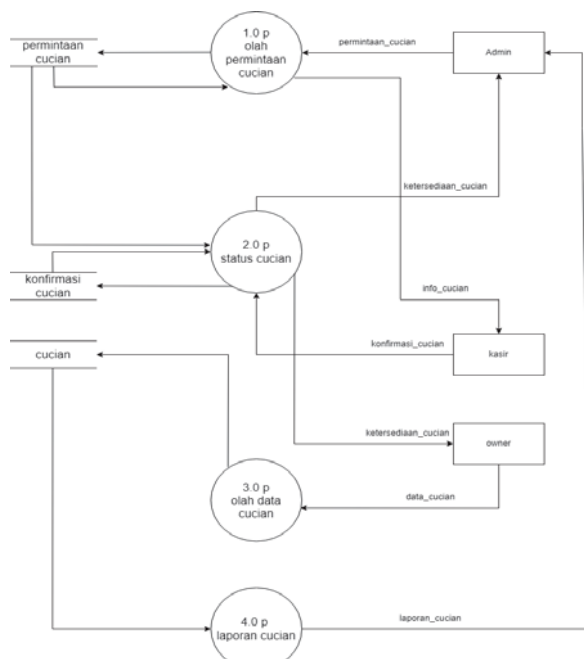 permintaan
cucian
1.0 p
olah
permintaan
cucian
permintaan_cucian
Admin
ketersediaan_cucian
2.0 p
status cucian
konfirmasi
cucian
info_cucian
konfirmasi_cucian
kasir
cucian
ketersediaan_cucian
owner
3.0 p
olah data
cucian
data_cucian
4.0 p
laporan cucian
laporan_cucian